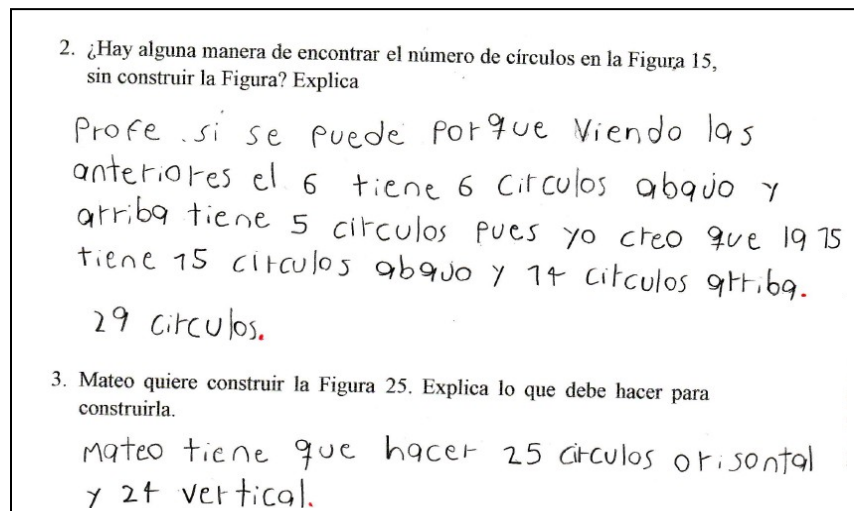 2. ¿Hay alguna manera de encontrar el número de círculos en la Figura 15,
sin construir la Figura? Explica
Profe .si se puede porque viendo las
anteriores el 6 tiene 6 circulos abajo y
arriba tiene 5 circulos pues yo creo que la 15
tiene 15 circulos abajo y 14 circulos arriba.
29 circulos.
3. Mateo quiere construir la Figura 25. Explica lo que debe hacer para
construirla.
Mateo tiene que hacer 25 circulos orisontal
y 24 vertical.